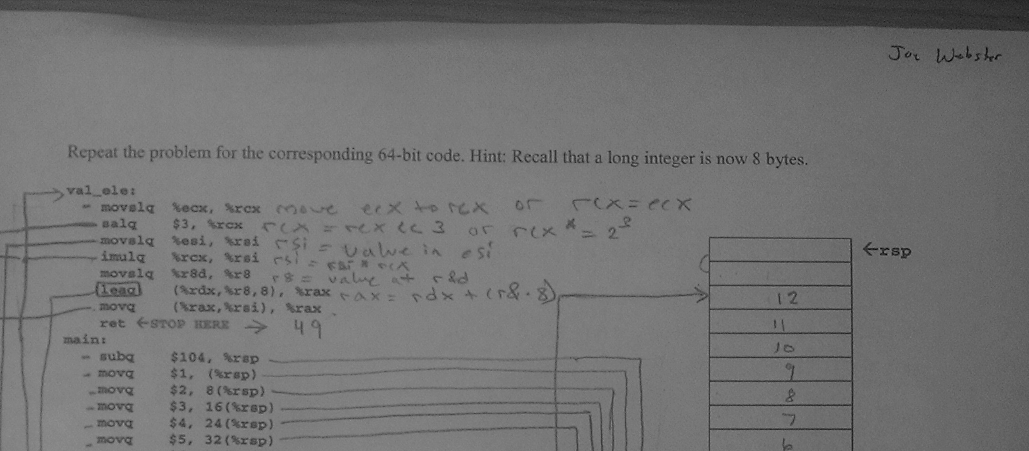 Joe Webster
Repeat the problem for the corresponding 64-bit code. Hint: Recall that a long integer is now 8 bytes.
val_ele:
movslq %ecx, %rcx move ecx to rcx or rcx = ecx
salq $3, %rcx rcx = rcx << 3 or rcx * = 2^3
movslq %esi, %rsi rsi = value in esi
imulq %rcx, %rsi rsi = rsi * rcx
movslq %r8d, %r8 r8 = value at r8d
leaq (%rdx,%r8,8), %rax rax = rdx + (r8 · 8)
movq (%rax,%rsi), %rax
ret ←STOP HERE → 49
main:
subq $104, %rsp
movq $1, (%rsp)
movq $2, 8(%rsp)
movq $3, 16(%rsp)
movq $4, 24(%rsp)
movq $5, 32(%rsp)
←rsp
12
11
10
9
8
7
6